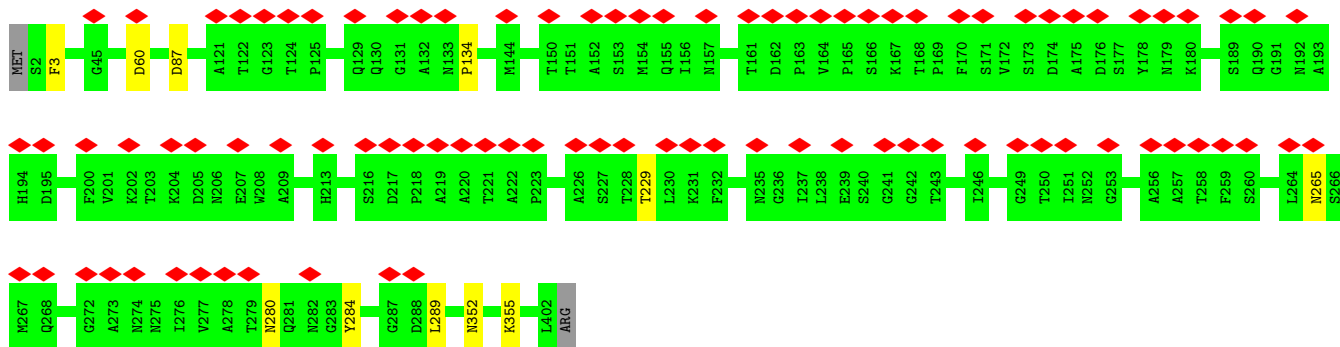 MET S2 F3 G45 D60 D87 A121 T122 G123 T124 P125 Q129 Q130 G131 A132 N133 P134 M144 T150 T151 A152 S153 M154 Q155 I156 N157 T161 D162 P163 V164 P165 S166 K167 T168 P169 F170 S171 V172 S173 D174 A175 D176 S177 Y178 N179 K180 S189 Q190 G191 N192 A193
H194 D195 F200 V201 K202 T203 K204 D205 N206 E207 W208 A209 H213 S216 D217 P218 A219 A220 T221 A222 P223 A226 S227 T228 T229 L230 K231 F232 N235 G236 I237 L238 E239 S240 G241 G242 T243 I246 G249 T250 I251 N252 G253 A256 A257 T258 F259 S260 L264 N265 S266
M267 Q268 G272 A273 N274 N275 I276 V277 A278 T279 N280 Q281 N282 G283 Y284 G287 D288 L289 N352 K355 L402 ARG